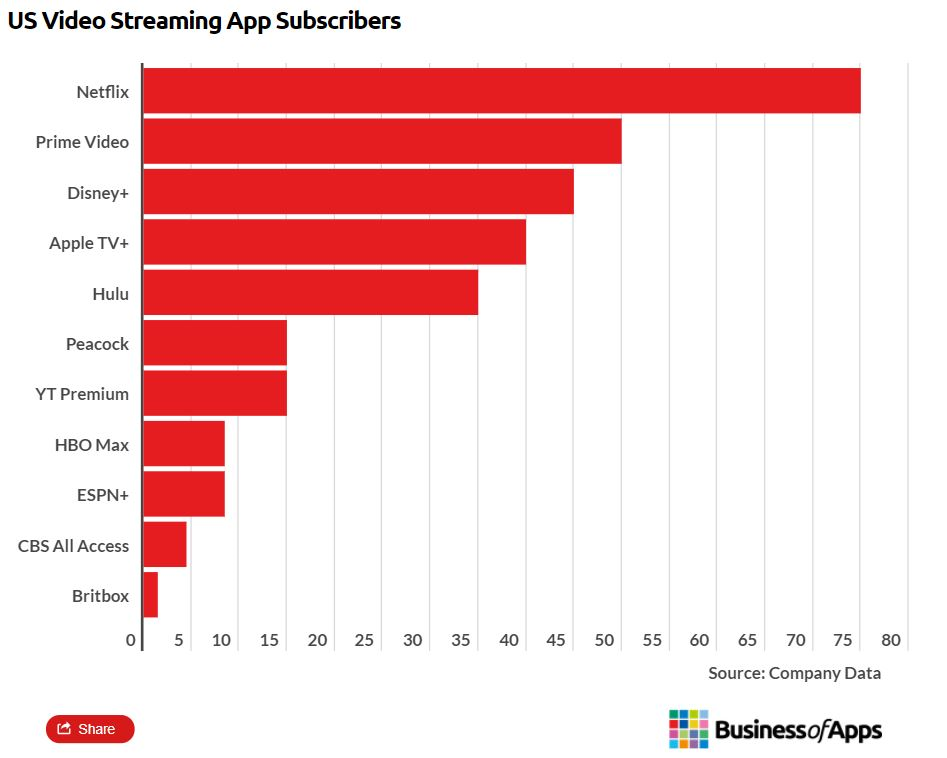 US Video Streaming App Subscribers
Netflix
Prime Video
Disney+
Apple TV+
Hulu
Peacock
YT Premium
HBO Max
ESPN+
CBS All Access
Britbox
0 5 10 15 20 25 30 35 40 45 50 55 60 65 70 75 80
Source: Company Data
Share
BusinessofApps